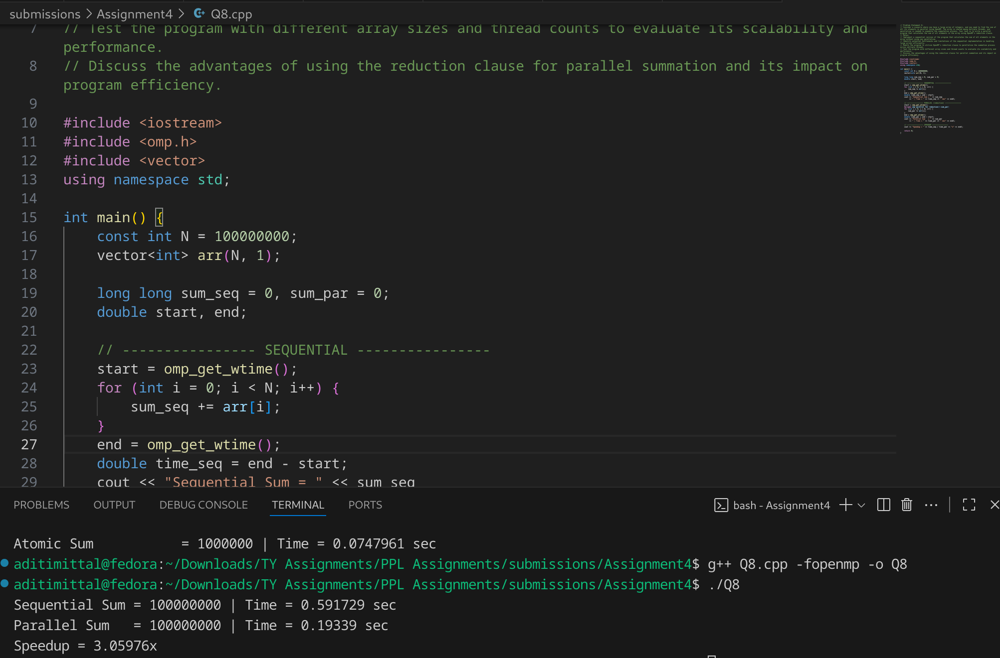 submissions > Assignment4 > Q8.cpp
7 // Test the program with different array sizes and thread counts to evaluate its scalability and
performance.
8 // Discuss the advantages of using the reduction clause for parallel summation and its impact on
program efficiency.
9
10 #include <iostream>
11 #include <omp.h>
12 #include <vector>
13 using namespace std;
14
15 int main() {
16 const int N = 100000000;
17 vector<int> arr(N, 1);
18
19 long long sum_seq = 0, sum_par = 0;
20 double start, end;
21
22 // ---------------- SEQUENTIAL ----------------
23 start = omp_get_wtime();
24 for (int i = 0; i < N; i++) {
25 sum_seq += arr[i];
26 }
27 end = omp_get_wtime();
28 double time_seq = end - start;
29 cout << "Sequential Sum = " << sum_seq
PROBLEMS OUTPUT DEBUG CONSOLE TERMINAL PORTS bash - Assignment4
Atomic Sum = 1000000 | Time = 0.0747961 sec
aditimittal@fedora:~/Downloads/TY Assignments/PPL Assignments/submissions/Assignment4$ g++ Q8.cpp -fopenmp -o Q8
aditimittal@fedora:~/Downloads/TY Assignments/PPL Assignments/submissions/Assignment4$ ./Q8
Sequential Sum = 100000000 | Time = 0.591729 sec
Parallel Sum = 100000000 | Time = 0.19339 sec
Speedup = 3.05976x